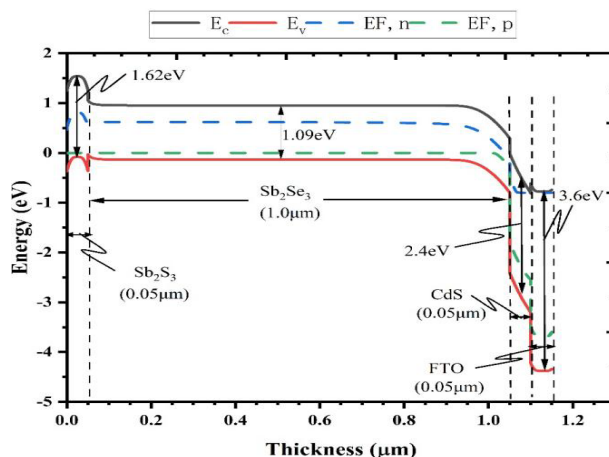 E_c E_v EF, n EF, p
2
1
0
-1
-2
-3
-4
-5
Energy (eV)
1.62eV
1.09eV
Sb₂Se₃
(1.0μm)
3.6eV
2.4eV
Sb₂S₃
(0.05μm)
CdS
(0.05μm)
FTO
(0.05μm)
0.0 0.2 0.4 0.6 0.8 1.0 1.2
Thickness (μm)